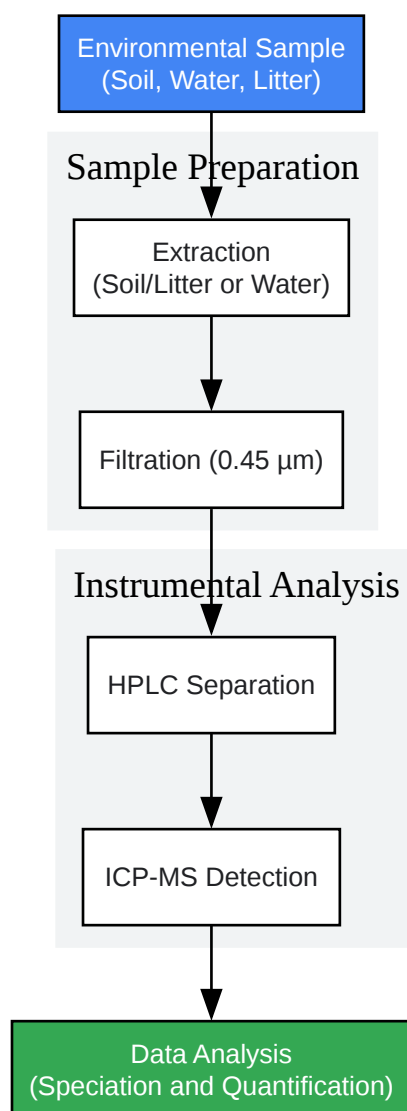 Environmental Sample
(Soil, Water, Litter)
Sample Preparation
Extraction
(Soil/Litter or Water)
Filtration (0.45 µm)
Instrumental Analysis
HPLC Separation
ICP-MS Detection
Data Analysis
(Speciation and Quantification)